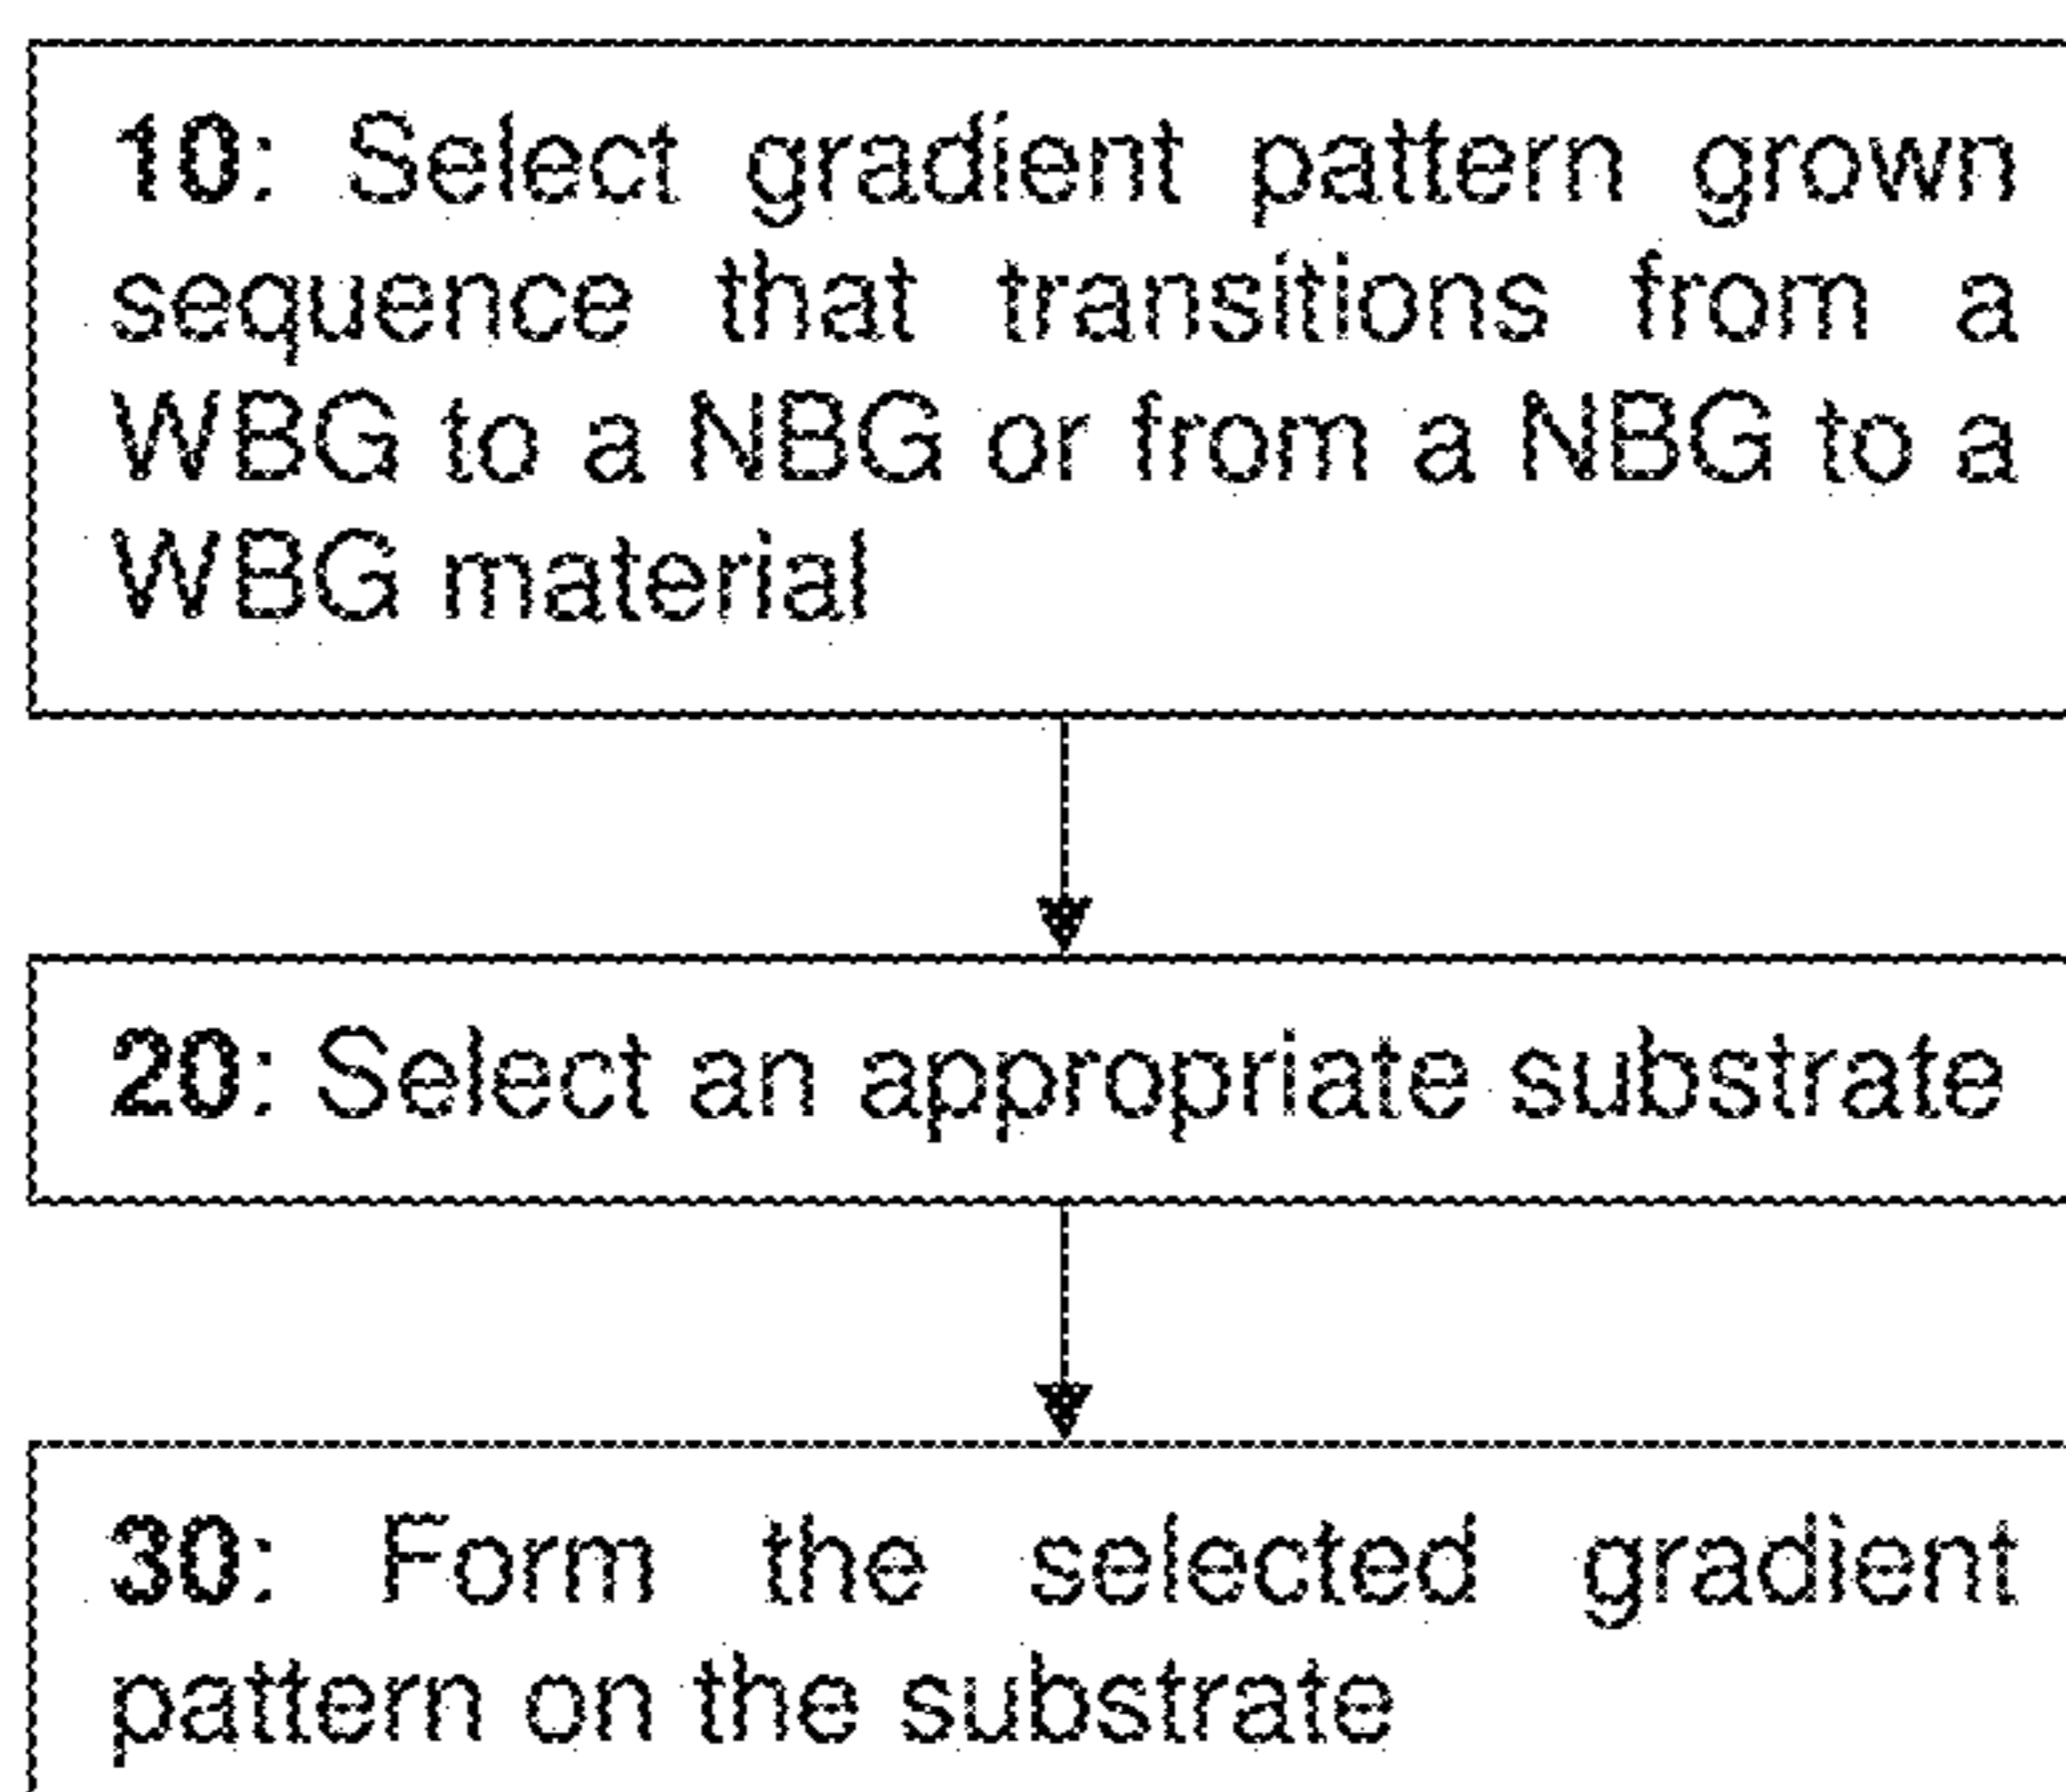 10: Select gradient pattern grown
sequence that transitions from a
WBG to a NBG or from a NBG to a
WBG material
20: Select an appropriate substrate
30: Form the selected gradient
pattern on the substrate